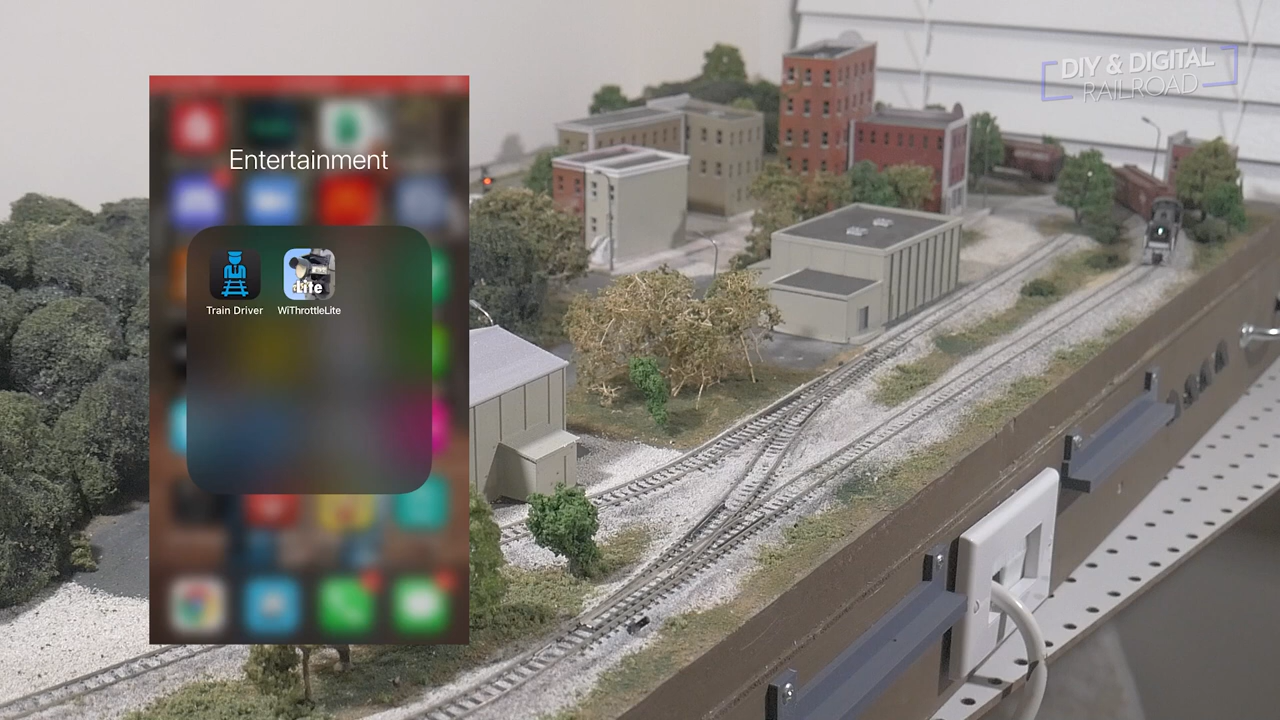 DIY & DIGITAL
RAILROAD
Entertainment
Train Driver
Lite
WiThrottleLite